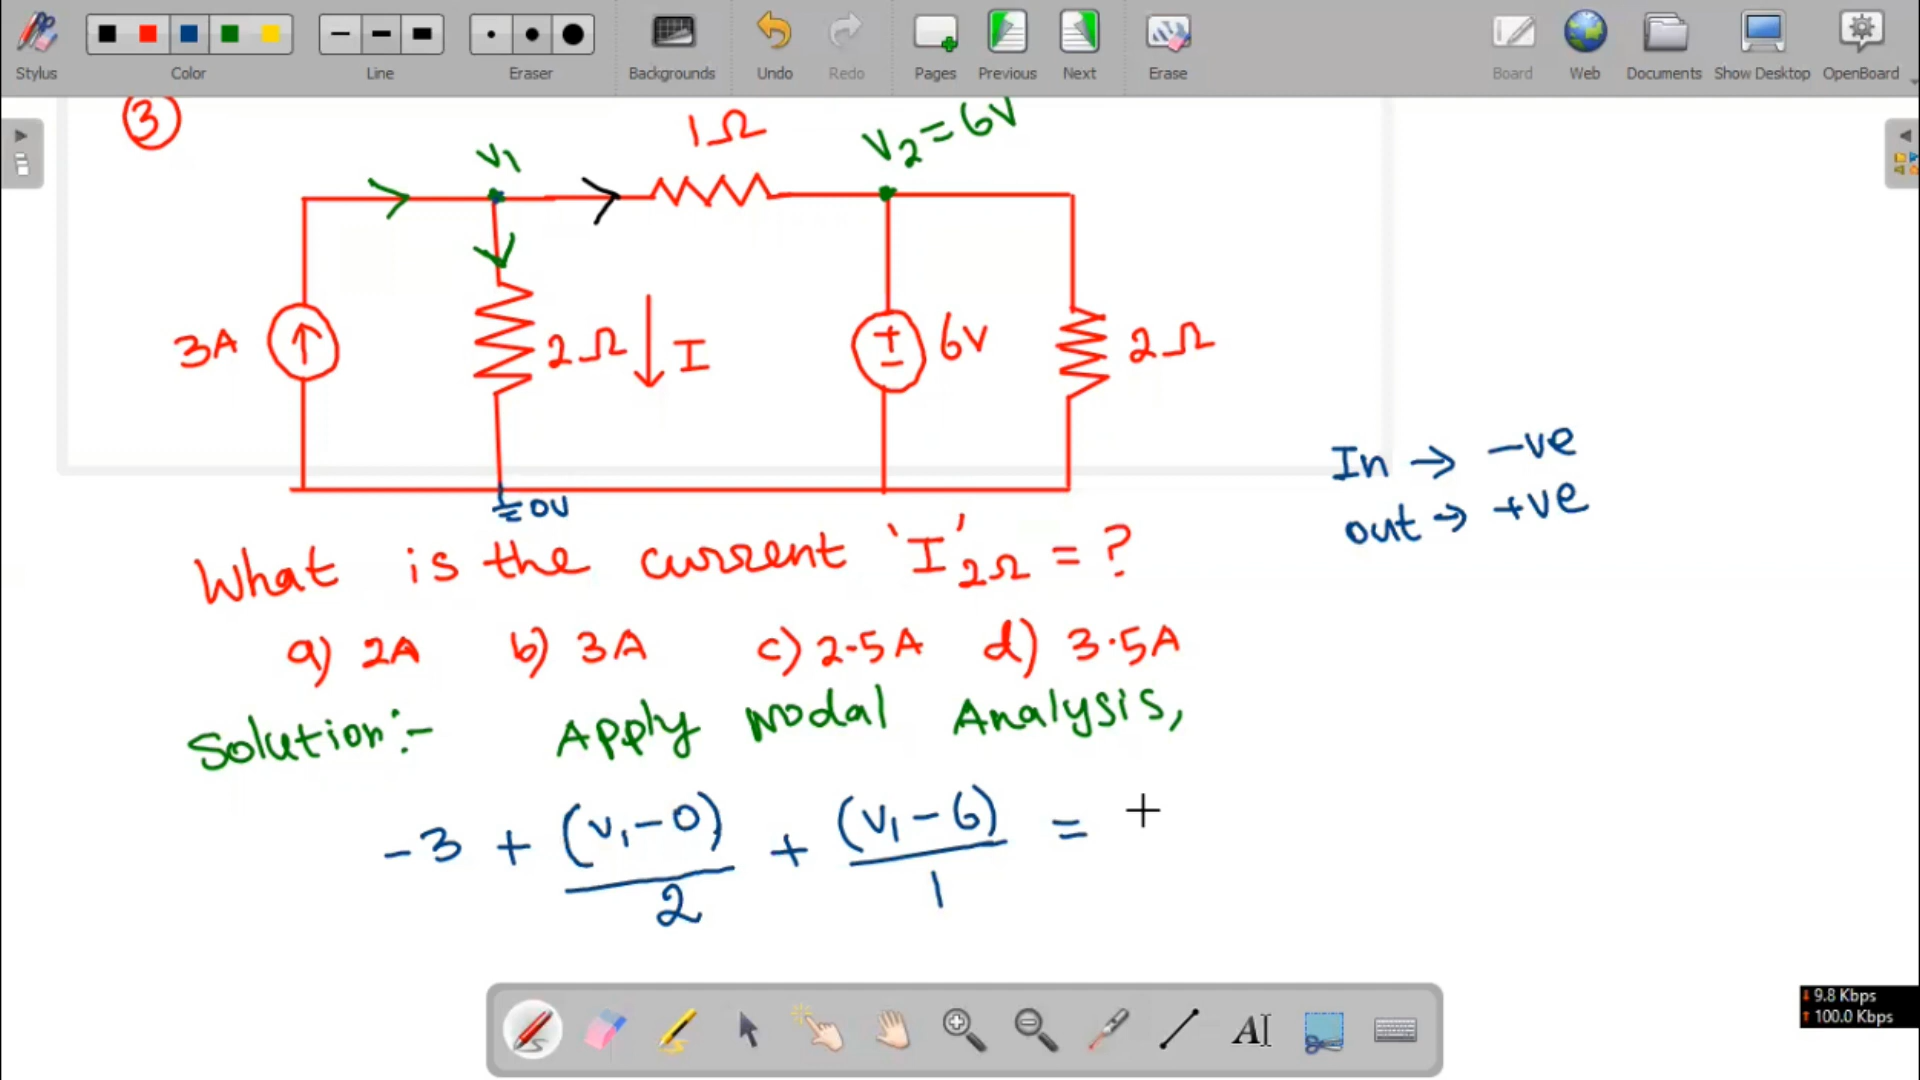 Stylus Color Line Eraser Backgrounds Undo Redo Pages Previous Next Erase Board Web Documents Show Desktop OpenBoard
3
1Ω
V2=6V
V1
3A
2Ω
I
6V
2Ω
0V
In → -ve
out → +ve
What is the current 'I'2Ω = ?
a) 2A b) 3A c) 2.5A d) 3.5A
Solution:- Apply Nodal Analysis,
-3 + (V1-0)/2 + (V1-6)/1 =
9.8 Kbps
100.0 Kbps
AI